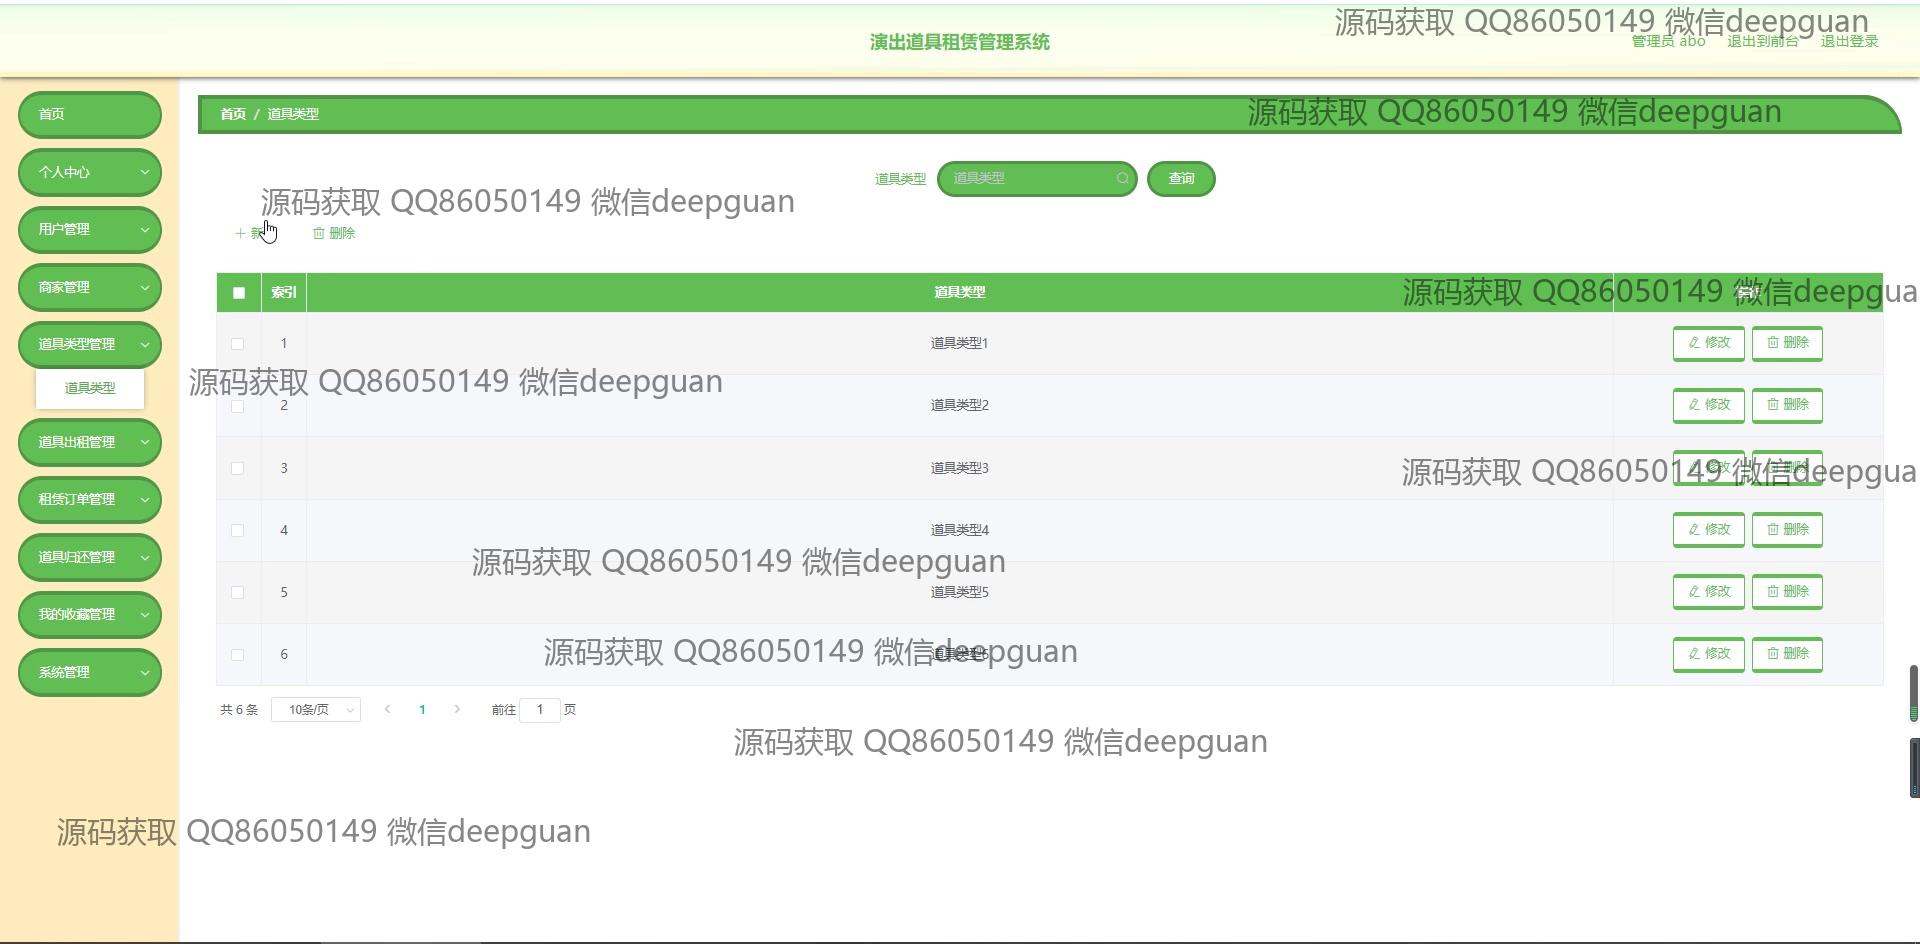 源码获取 QQ86050149 微信deepguan
演出道具租赁管理系统
管理员 abo 退出到前台 退出登录
首页
首页 / 道具类型
源码获取 QQ86050149 微信deepguan
个人中心
道具类型 道具类型 查询
源码获取 QQ86050149 微信deepguan
用户管理
删除
商家管理
索引 道具类型
源码获取 QQ86050149 微信deepgua
道具类型管理
1 道具类型1 修改 删除
道具类型
源码获取 QQ86050149 微信deepguan
2 道具类型2 修改 删除
道具出租管理
3 道具类型3 修改 删除
源码获取 QQ86050149 微信deepgua
租赁订单管理
4 道具类型4 修改 删除
道具归还管理
源码获取 QQ86050149 微信deepguan
5 道具类型5 修改 删除
我的收藏管理
源码获取 QQ86050149 微信deepguan
6 道具类型6 修改 删除
系统管理
共 6 条 10条/页 1 前往 1 页
源码获取 QQ86050149 微信deepguan
源码获取 QQ86050149 微信deepguan